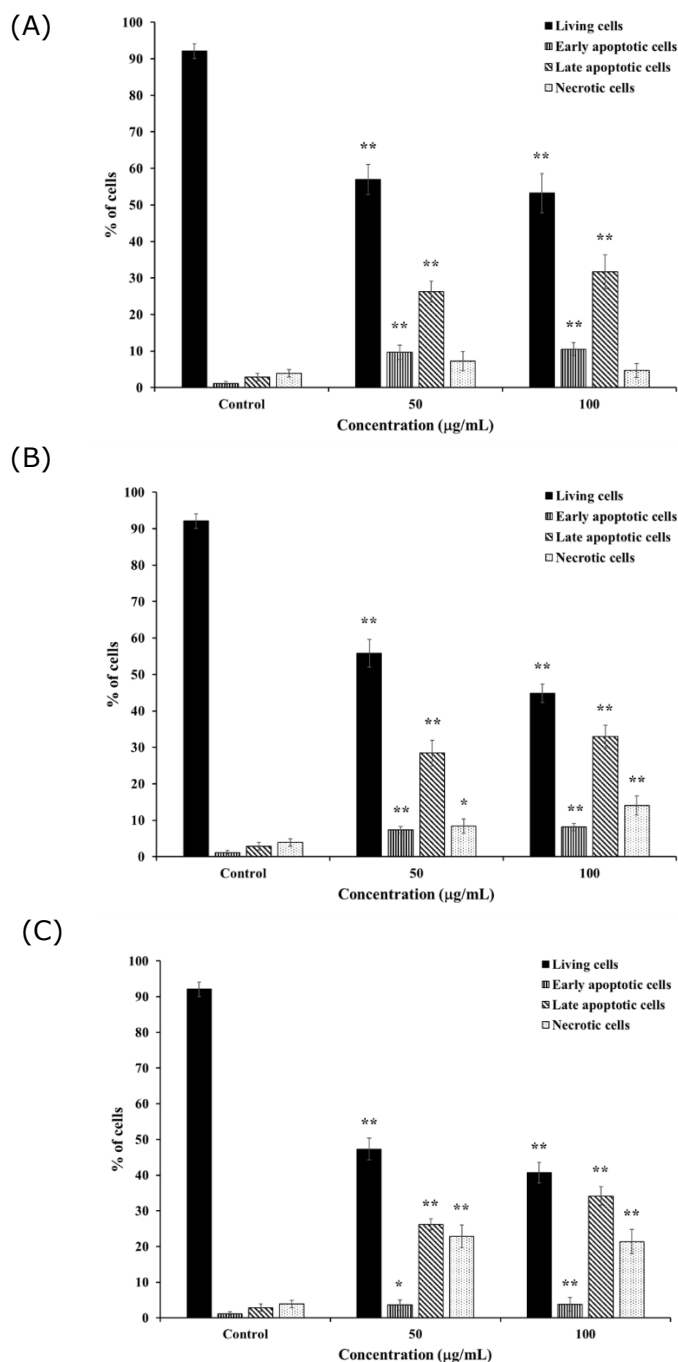 (A)
100
90
80
70
60
50
40
30
20
10
0
% of cells
Living cells
Early apoptotic cells
Late apoptotic cells
Necrotic cells
**
**
**
**
**
**
Control
50
100
Concentration (µg/mL)
(B)
100
90
80
70
60
50
40
30
20
10
0
% of cells
Living cells
Early apoptotic cells
Late apoptotic cells
Necrotic cells
**
**
**
*
**
**
**
**
Control
50
100
Concentration (µg/mL)
(C)
100
90
80
70
60
50
40
30
20
10
0
% of cells
Living cells
Early apoptotic cells
Late apoptotic cells
Necrotic cells
**
*
**
**
**
**
**
**
Control
50
100
Concentration (µg/mL)